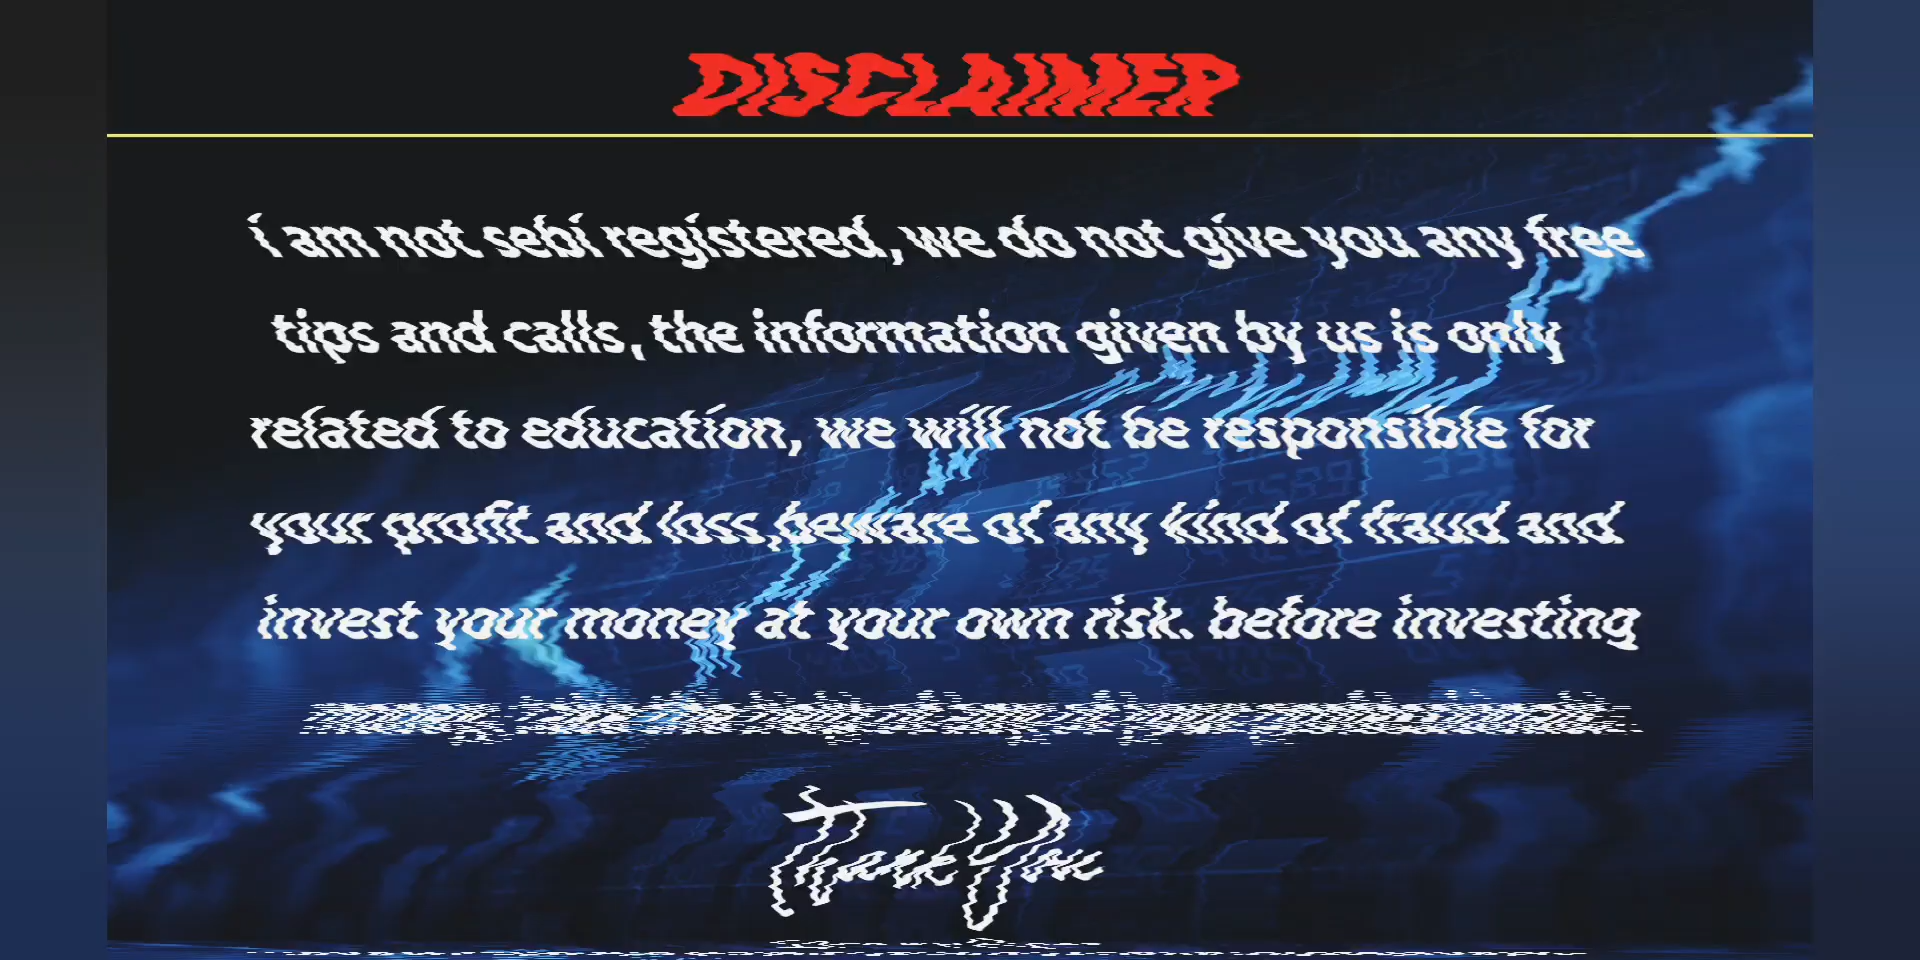 DISCLAIMER
i am not sebi registered, we do not give you any free
tips and calls, the information given by us is only
related to education, we will not be responsible for
your profit and loss,beware of any kind of fraud and
invest your money at your own risk. before investing
Thank You